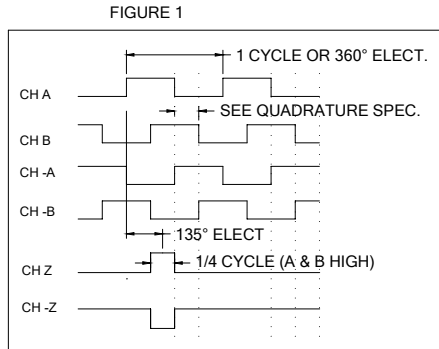 FIGURE 1
1 CYCLE OR 360° ELECT.
CH A
SEE QUADRATURE SPEC.
CH B
CH -A
CH -B
135° ELECT
CH Z
1/4 CYCLE (A & B HIGH)
CH -Z